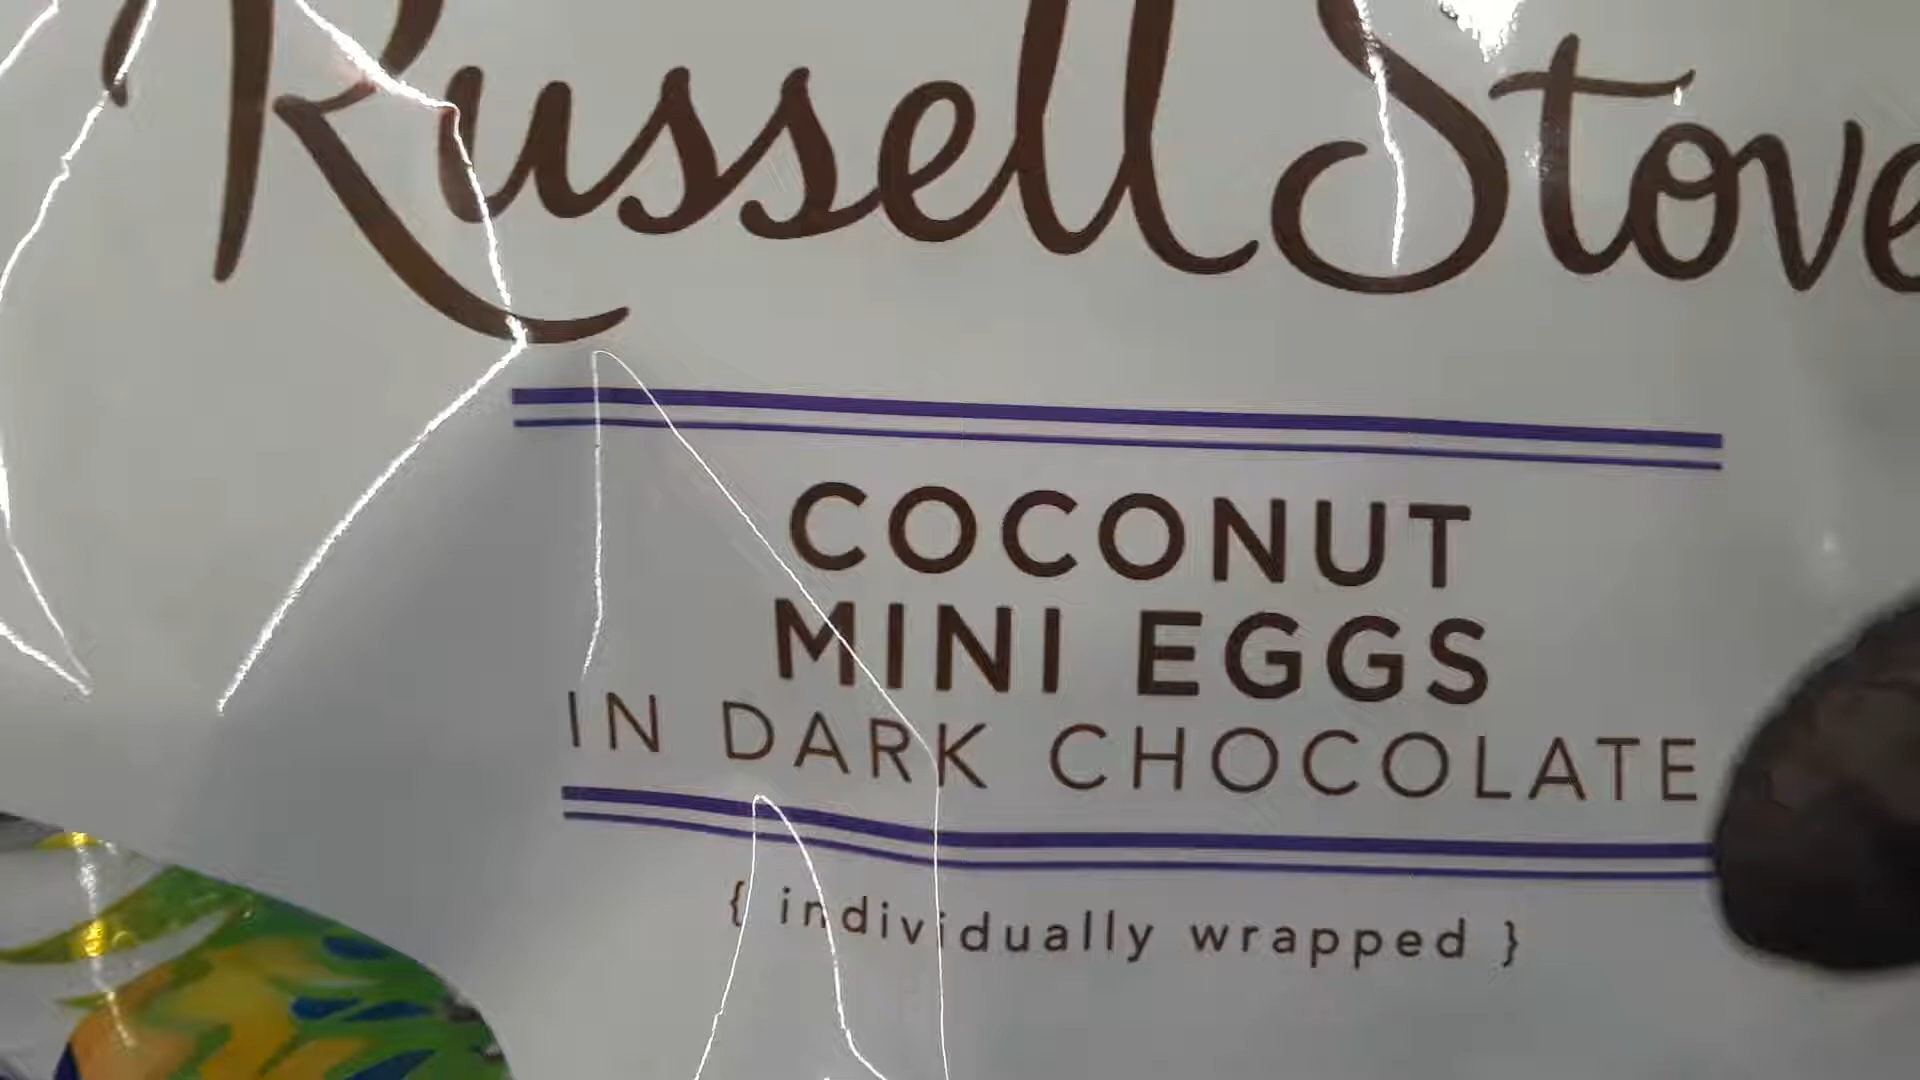 Russell Stove
COCONUT
MINI EGGS
IN DARK CHOCOLATE
{ individually wrapped }